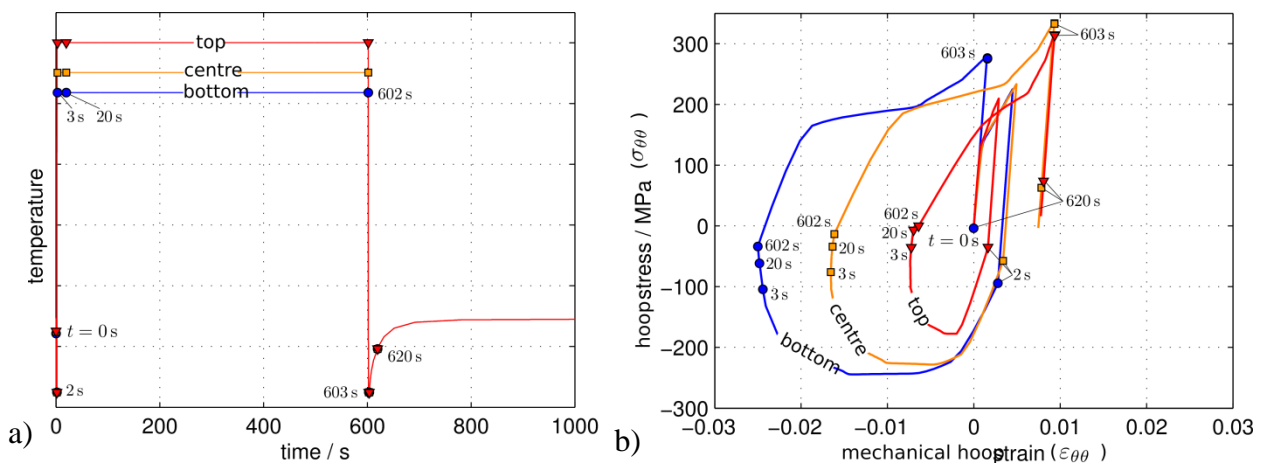 top
centre
bottom
3 s
20 s
602 s
t = 0 s
620 s
2 s
603 s
temperature
0
200
400
600
800
1000
time / s
a)
300
200
100
0
−100
−200
−300
hoopstress / MPa (σθθ)
603 s
603 s
602 s
602 s
20 s
3 s
t = 0 s
620 s
602 s
20 s
3 s
20 s
3 s
2 s
top
centre
bottom
−0.03
−0.02
−0.01
0
0.01
0.02
0.03
mechanical hoop strain (εθθ)
b)